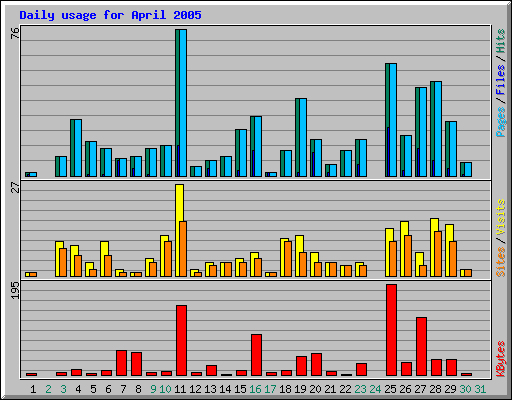 Daily usage for April 2005
76
Pages / Files / Hits
27
Sites / Visits
195
KBytes
1 2 3 4 5 6 7 8 9 10 11 12 13 14 15 16 17 18 19 20 21 22 23 24 25 26 27 28 29 30 31